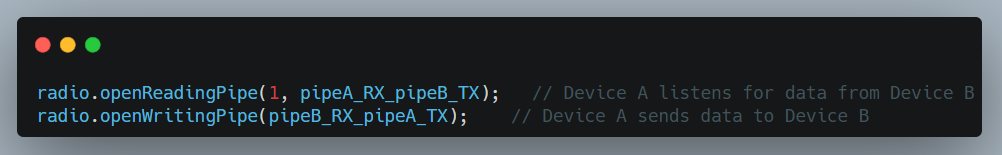 radio.openReadingPipe(1, pipeA_RX_pipeB_TX);   // Device A listens for data from Device B
radio.openWritingPipe(pipeB_RX_pipeA_TX);    // Device A sends data to Device B